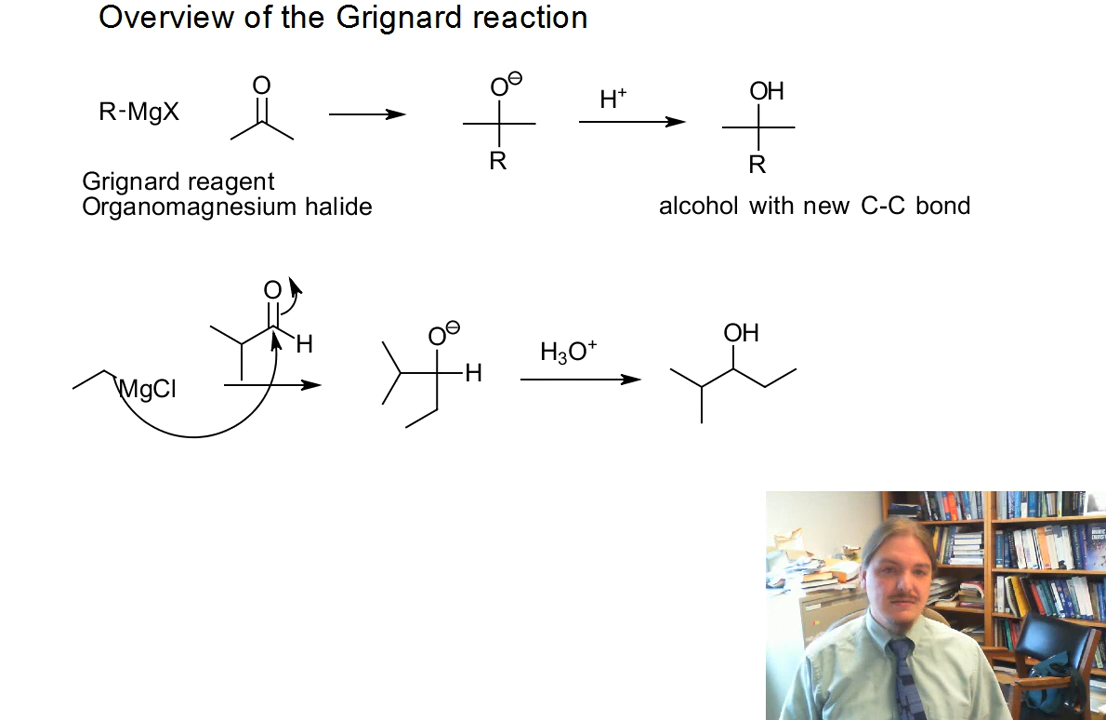 Overview of the Grignard reaction
R-MgX
O
O⊖
R
H⁺
OH
R
Grignard reagent
Organomagnesium halide
alcohol with new C-C bond
MgCl
O
H
O⊖
H
H₃O⁺
OH